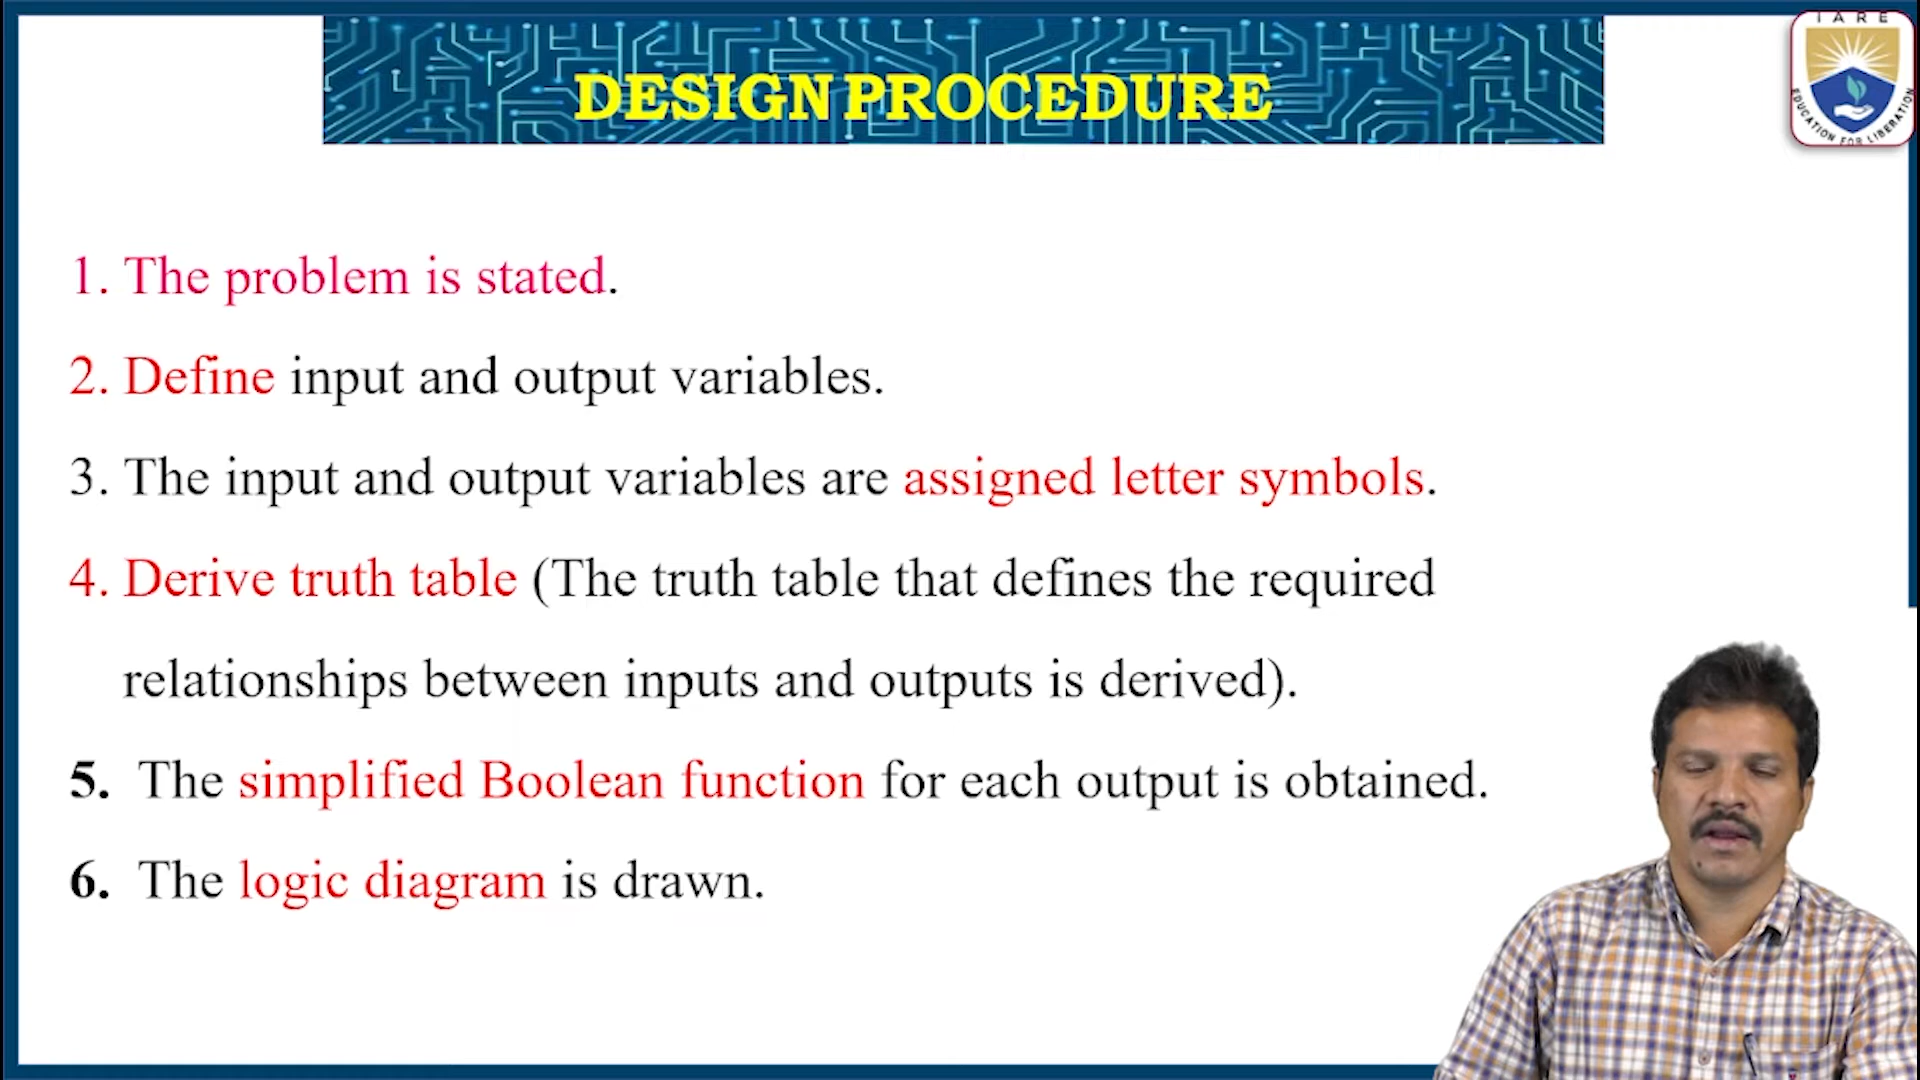 IARE
DESIGN PROCEDURE
EDUCATION FOR LIBERATION
1. The problem is stated.
2. Define input and output variables.
3. The input and output variables are assigned letter symbols.
4. Derive truth table (The truth table that defines the required
relationships between inputs and outputs is derived).
5. The simplified Boolean function for each output is obtained.
6. The logic diagram is drawn.